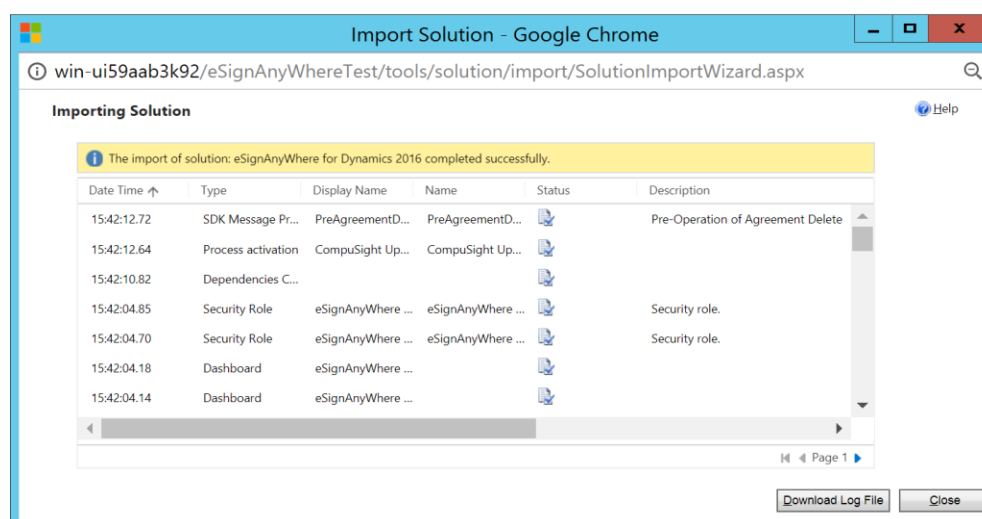 Import Solution - Google Chrome
win-ui59aab3k92/eSignAnyWhereTest/tools/solution/import/SolutionImportWizard.aspx
Importing Solution
Help
The import of solution: eSignAnyWhere for Dynamics 2016 completed successfully.
Date Time Type Display Name Name Status Description
15:42:12.72 SDK Message Pr... PreAgreementD... PreAgreementD... Pre-Operation of Agreement Delete
15:42:12.64 Process activation CompuSight Up... CompuSight Up...
15:42:10.82 Dependencies C...
15:42:04.85 Security Role eSignAnyWhere ... eSignAnyWhere ... Security role.
15:42:04.70 Security Role eSignAnyWhere ... eSignAnyWhere ... Security role.
15:42:04.18 Dashboard eSignAnyWhere ...
15:42:04.14 Dashboard eSignAnyWhere ...
Page 1
Download Log File Close